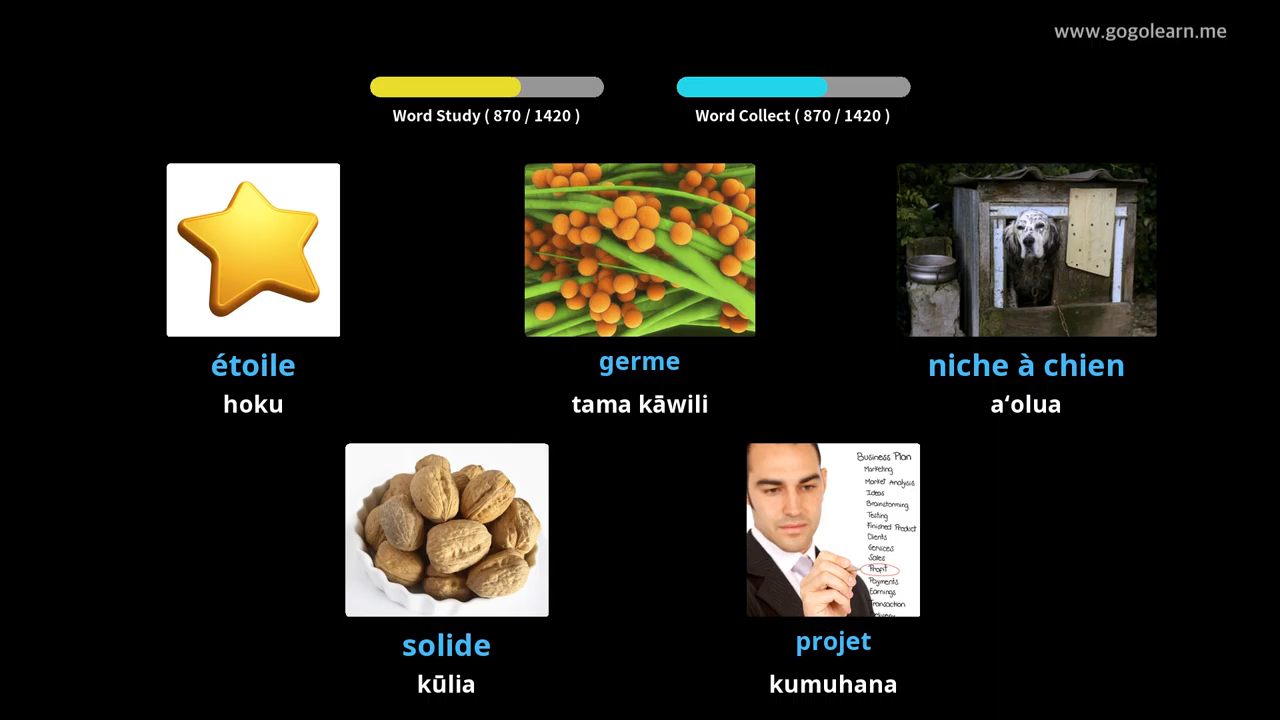 www.gogolearn.me
Word Study ( 870 / 1420 )
Word Collect ( 870 / 1420 )
étoile
hoku
germe
tama kāwili
niche à chien
aʻolua
Business Plan
Marketing
Market Analysis
Ideas
Brainstorming
Testing
Finished Product
Clients
Services
Sales
Profit
Payments
Earnings
Transaction
solide
kūlia
projet
kumuhana